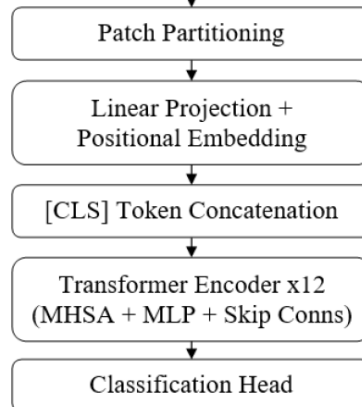 Patch Partitioning
Linear Projection +
Positional Embedding
[CLS] Token Concatenation
Transformer Encoder x12
(MHSA + MLP + Skip Conns)
Classification Head